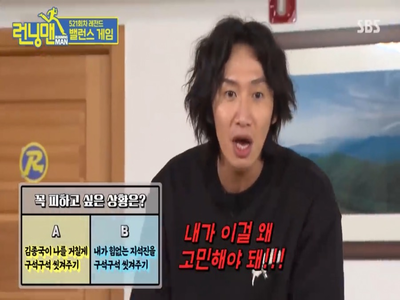 런닝맨
RUNNING MAN
521회차 레전드
밸런스 게임
SBS
R
꼭 피하고 싶은 상황은?
A
B
김종국이 나를 거칠게
구석구석 씻겨주기
내가 힘없는 지석진을
구석구석 씻겨주기
내가 이걸 왜
고민해야 돼!!!